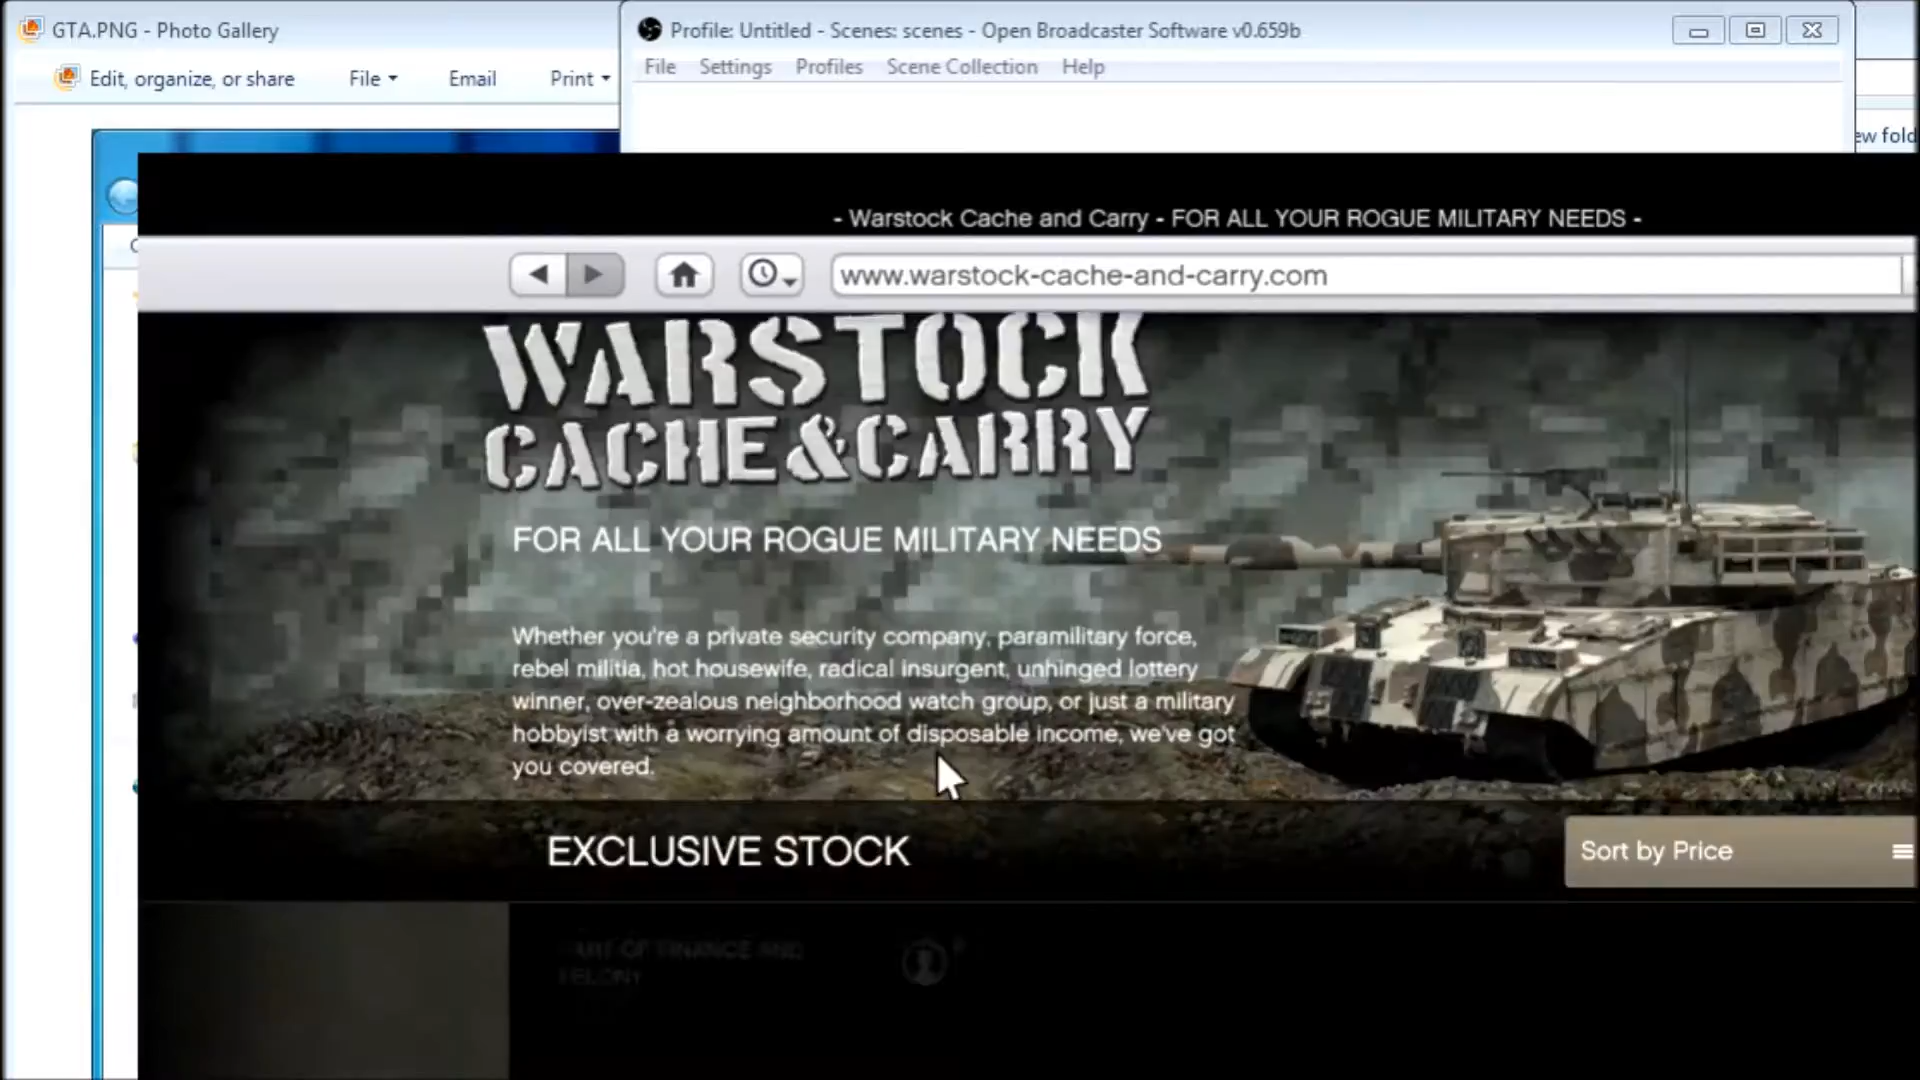 GTA.PNG - Photo Gallery
Profile: Untitled - Scenes: scenes - Open Broadcaster Software v0.659b
Edit, organize, or share File Email Print
File Settings Profiles Scene Collection Help
ew fold
- Warstock Cache and Carry - FOR ALL YOUR ROGUE MILITARY NEEDS -
www.warstock-cache-and-carry.com
WARSTOCK
CACHE&CARRY
FOR ALL YOUR ROGUE MILITARY NEEDS
Whether you're a private security company, paramilitary force,
rebel militia, hot housewife, radical insurgent, unhinged lottery
winner, over-zealous neighborhood watch group, or just a military
hobbyist with a worrying amount of disposable income, we've got
you covered.
EXCLUSIVE STOCK
Sort by Price
OF FINANCE AND
FELONY